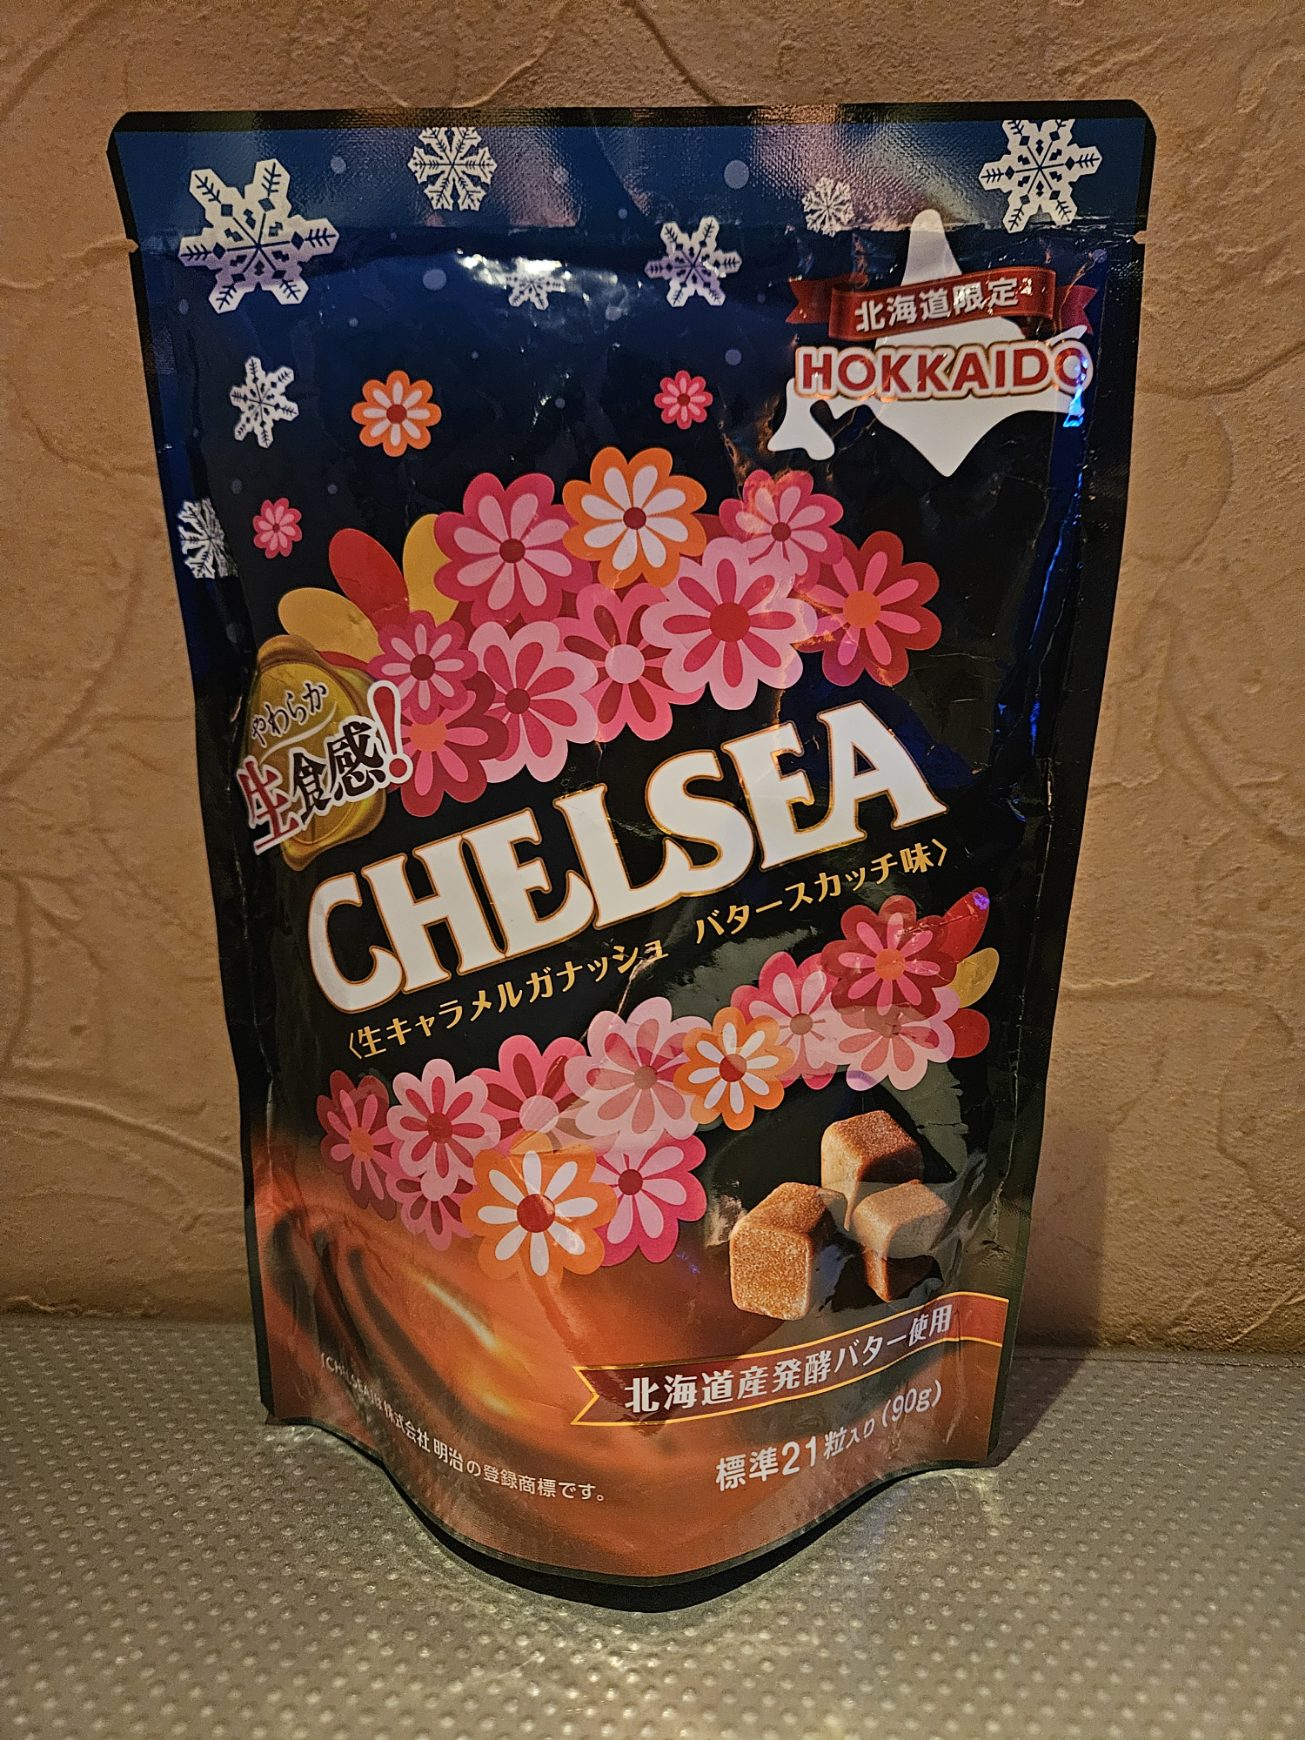 北海道限定
HOKKAIDO
やわらか
生食感!
CHELSEA
〈生キャラメルガナッシュ バタースカッチ味〉
北海道産発酵バター使用
標準21粒入り(90g)
「CHELSEA」は株式会社 明治の登録商標です。